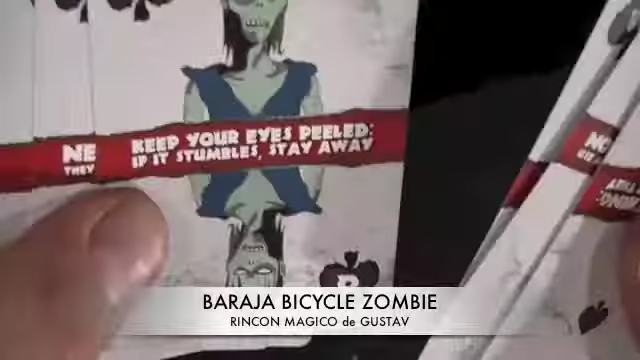 NE
THEY
KEEP YOUR EYES PEELED:
IF IT STUMBLES, STAY AWAY
BARAJA BICYCLE ZOMBIE
RINCON MAGICO de GUSTAV